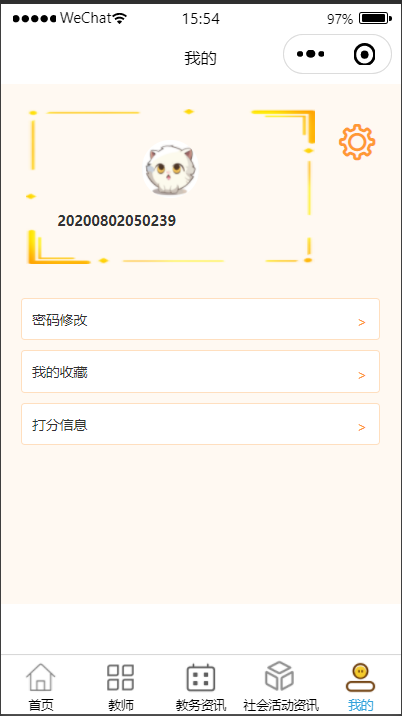 WeChat 15:54 97%
我的
20200802050239
密码修改 >
我的收藏 >
打分信息 >
首页 教师 教务资讯 社会活动资讯 我的